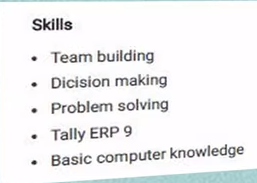 Skills
• Team building
• Dicision making
• Problem solving
• Tally ERP 9
• Basic computer knowledge